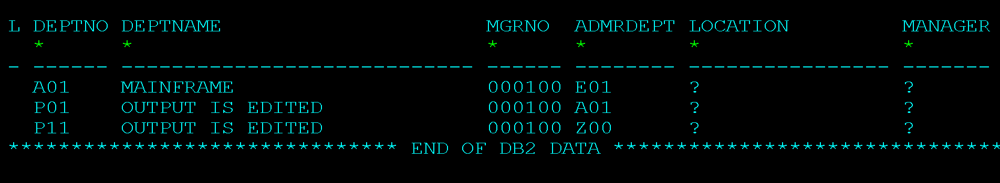 L DEPTNO DEPTNAME                     MGRNO  ADMRDEPT LOCATION         MANAGER
  *      *                            *      *        *                *
- ------ ---------------------------- ------ -------- ---------------- -------
  A01    MAINFRAME                    000100 E01      ?                ?
  P01    OUTPUT IS EDITED             000100 A01      ?                ?
  P11    OUTPUT IS EDITED             000100 Z00      ?                ?
******************************* END OF DB2 DATA *******************************